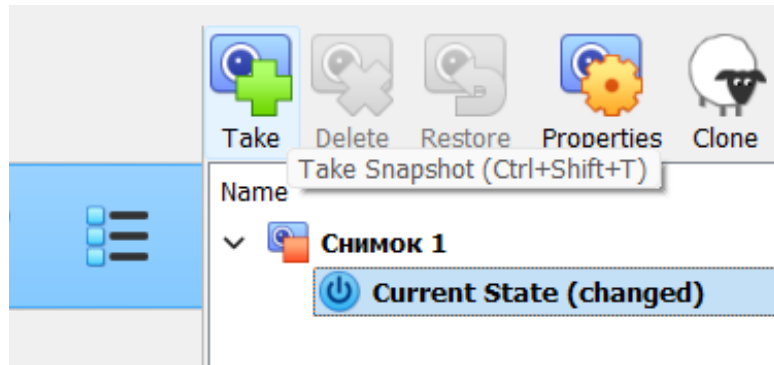 Take Delete Restore Properties Clone
Take Snapshot (Ctrl+Shift+T)
Name
Снимок 1
Current State (changed)